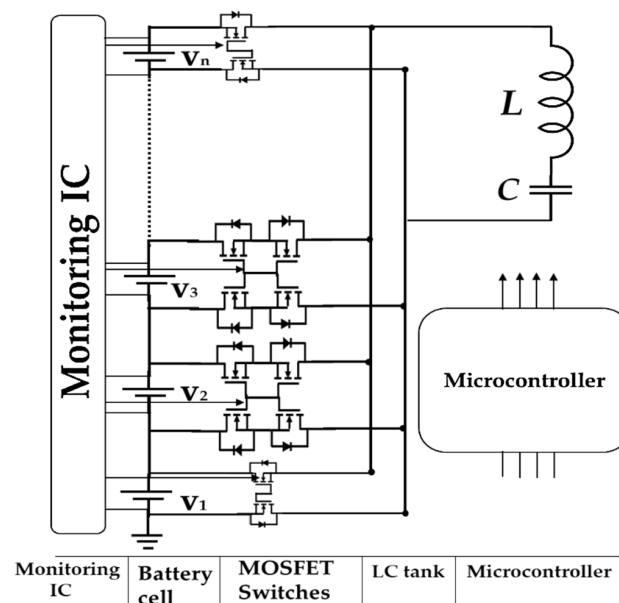 Monitoring IC
Vn
V3
V2
V1
L
C
Microcontroller
Monitoring IC
Battery cell
MOSFET Switches
LC tank
Microcontroller